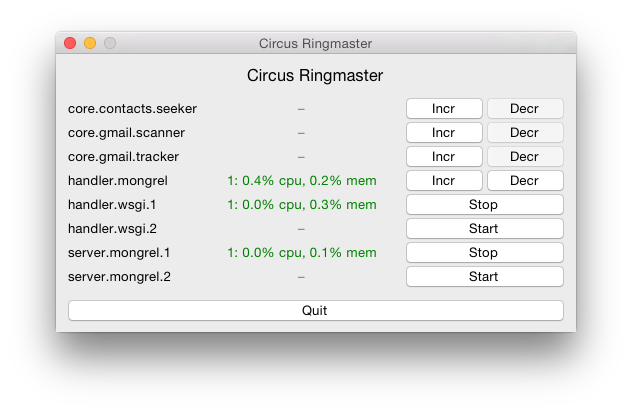 Circus Ringmaster
Circus Ringmaster
core.contacts.seeker – Incr Decr
core.gmail.scanner – Incr Decr
core.gmail.tracker – Incr Decr
handler.mongrel 1: 0.4% cpu, 0.2% mem Incr Decr
handler.wsgi.1 1: 0.0% cpu, 0.3% mem Stop
handler.wsgi.2 – Start
server.mongrel.1 1: 0.0% cpu, 0.1% mem Stop
server.mongrel.2 – Start
Quit